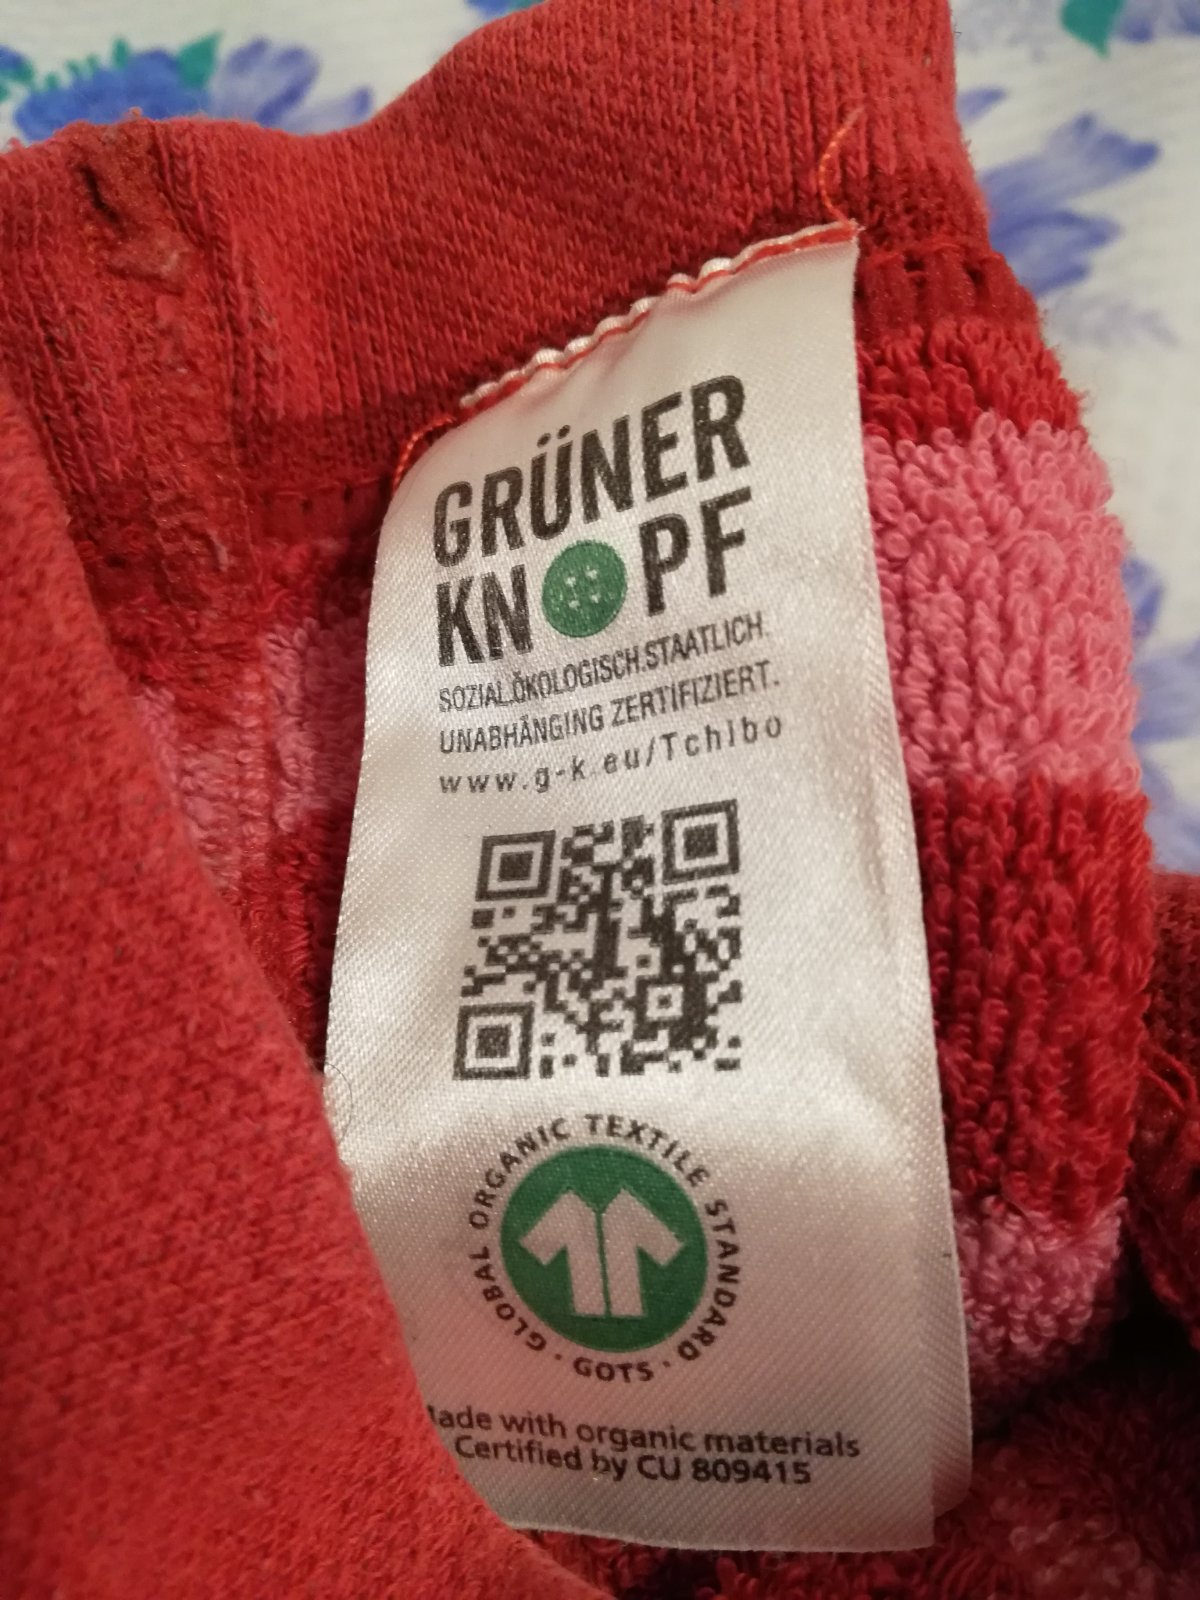 GRÜNER
KNOPF
SOZIAL.ÖKOLOGISCH.STAATLICH.
UNABHÄNGING ZERTIFIZIERT.
www.g-k.eu/Tchibo
GLOBAL ORGANIC TEXTILE STANDARD · GOTS ·
ade with organic materials
Certified by CU 809415